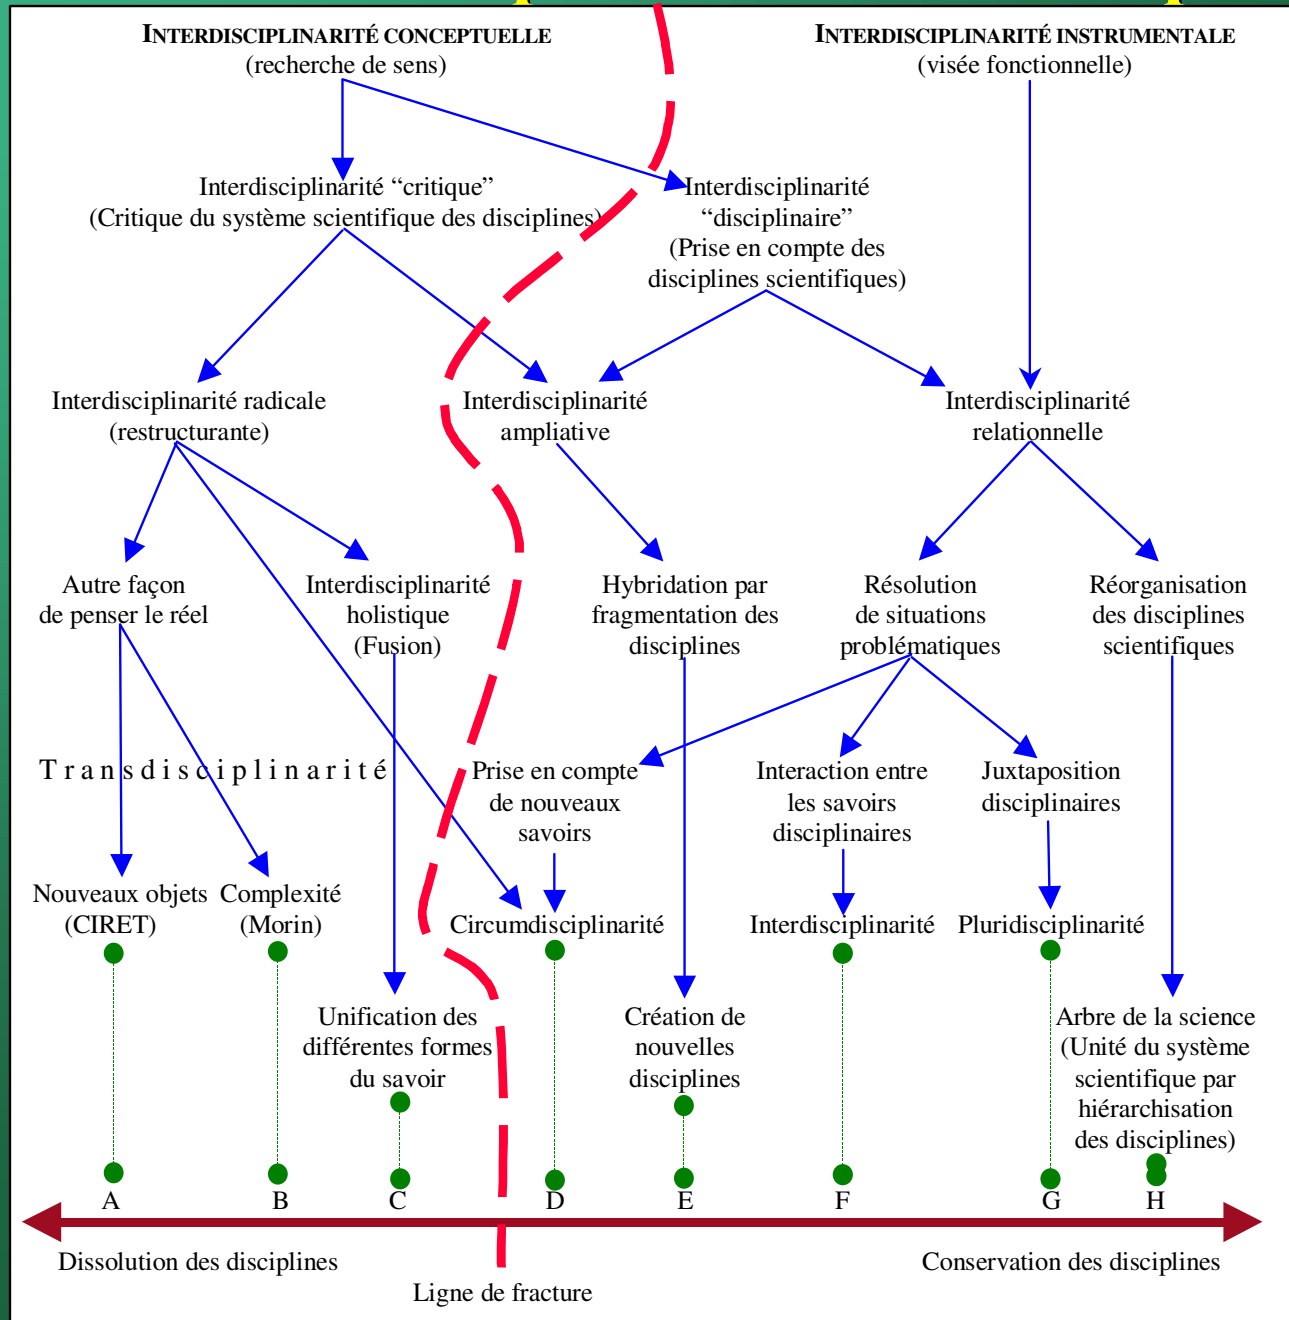 INTERDISCIPLINARITÉ CONCEPTUELLE
(recherche de sens)
INTERDISCIPLINARITÉ INSTRUMENTALE
(visée fonctionnelle)
Interdisciplinarité “critique”
(Critique du système scientifique des disciplines)
Interdisciplinarité
“disciplinaire”
(Prise en compte des
disciplines scientifiques)
Interdisciplinarité radicale
(restructurante)
Interdisciplinarité
ampliative
Interdisciplinarité
relationnelle
Autre façon
de penser le réel
Interdisciplinarité
holistique
(Fusion)
Hybridation par
fragmentation des
disciplines
Résolution
de situations
problématiques
Réorganisation
des disciplines
scientifiques
Transdisciplinarité
Prise en compte
de nouveaux
savoirs
Interaction entre
les savoirs
disciplinaires
Juxtaposition
disciplinaires
Nouveaux objets
(CIRET)
Complexité
(Morin)
Circumdisciplinarité
Interdisciplinarité
Pluridisciplinarité
Unification des
différentes formes
du savoir
Création de
nouvelles
disciplines
Arbre de la science
(Unité du système
scientifique par
hiérarchisation
des disciplines)
A
B
C
D
E
F
G
H
Dissolution des disciplines
Conservation des disciplines
Ligne de fracture